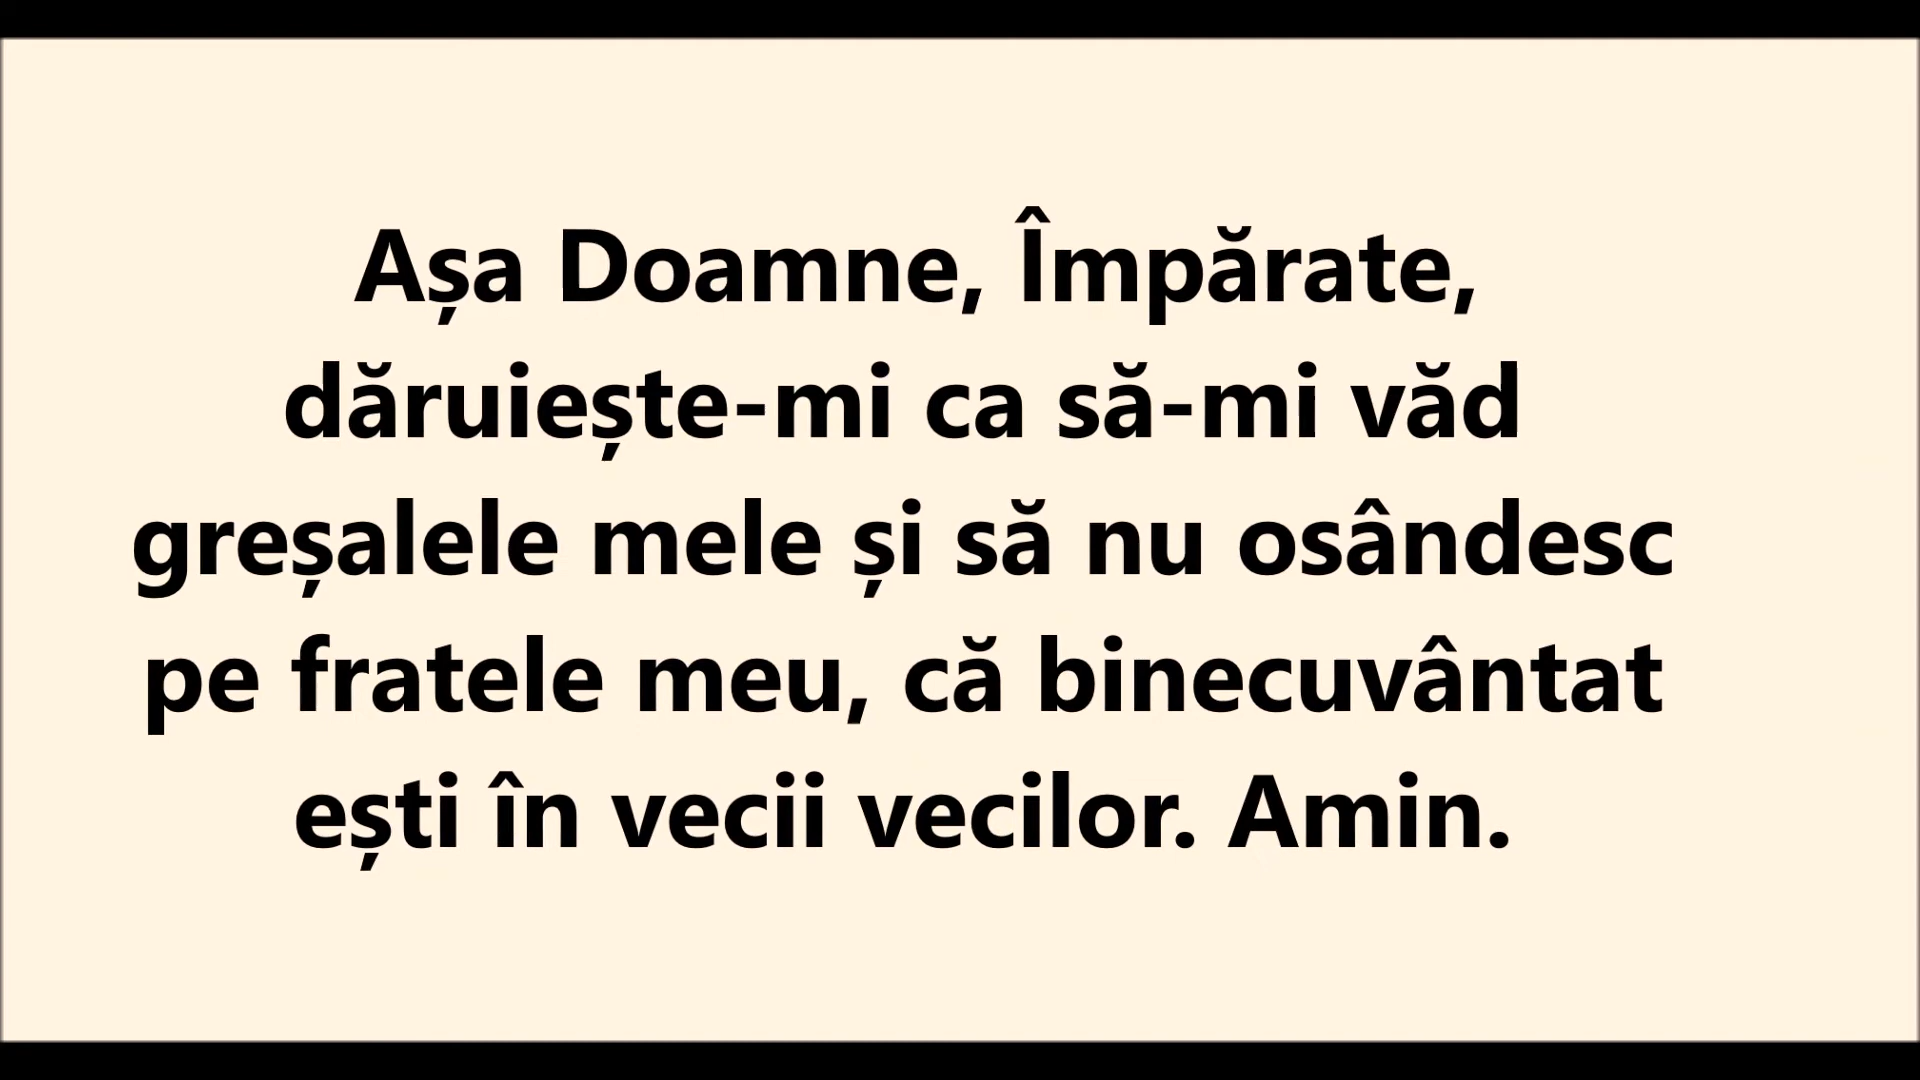 Așa Doamne, Împărate,
dăruiește-mi ca să-mi văd
greșalele mele și să nu osândesc
pe fratele meu, că binecuvântat
ești în vecii vecilor. Amin.